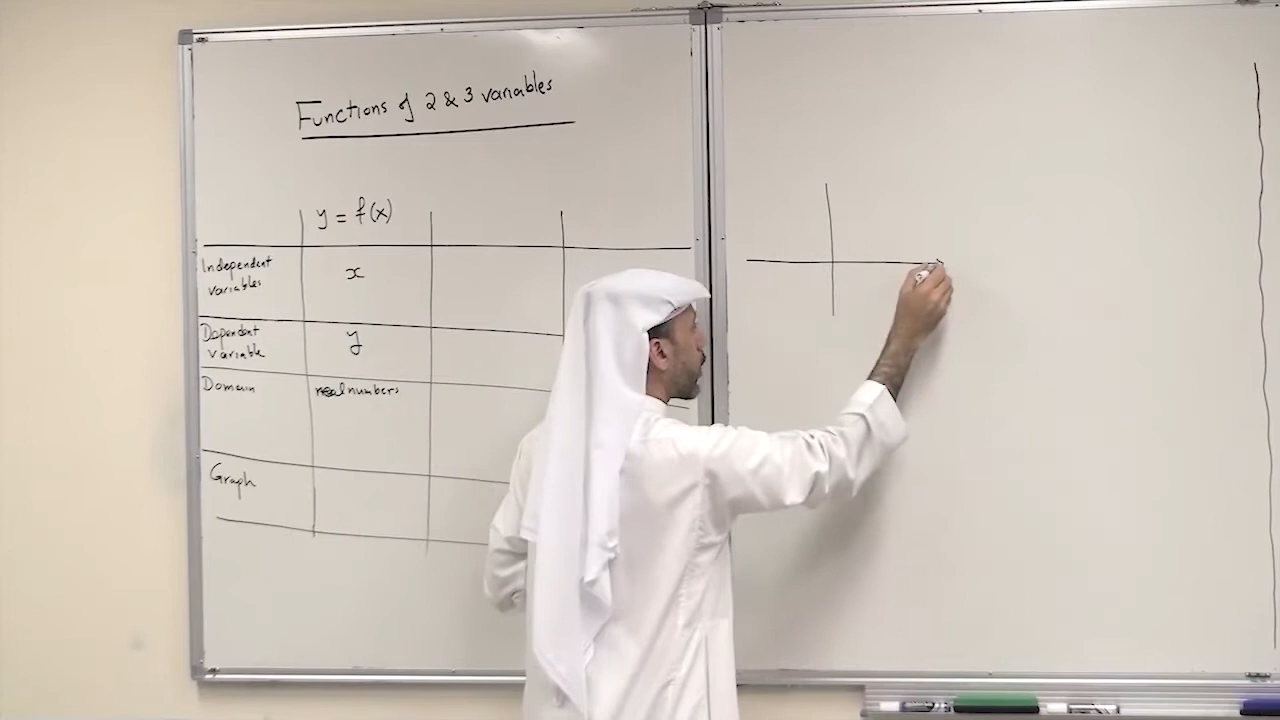 Functions of 2 & 3 variables
y = f(x)
Independent
variables
x
Dependent
variable
y
Domain
real numbers
Graph